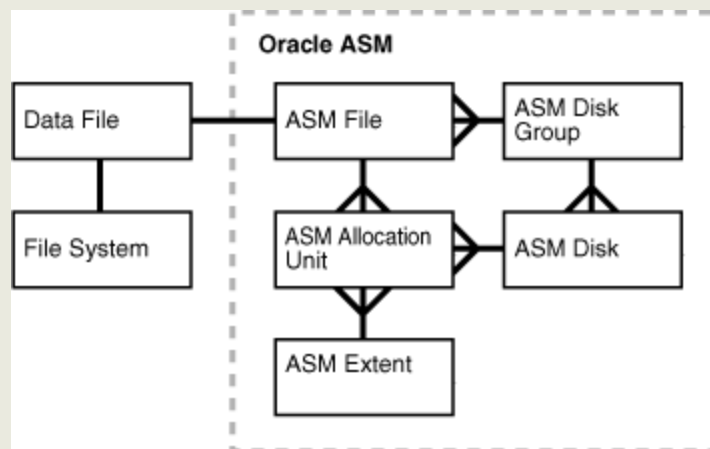 Oracle ASM
Data File
ASM File
ASM Disk
Group
File System
ASM Allocation
Unit
ASM Disk
ASM Extent